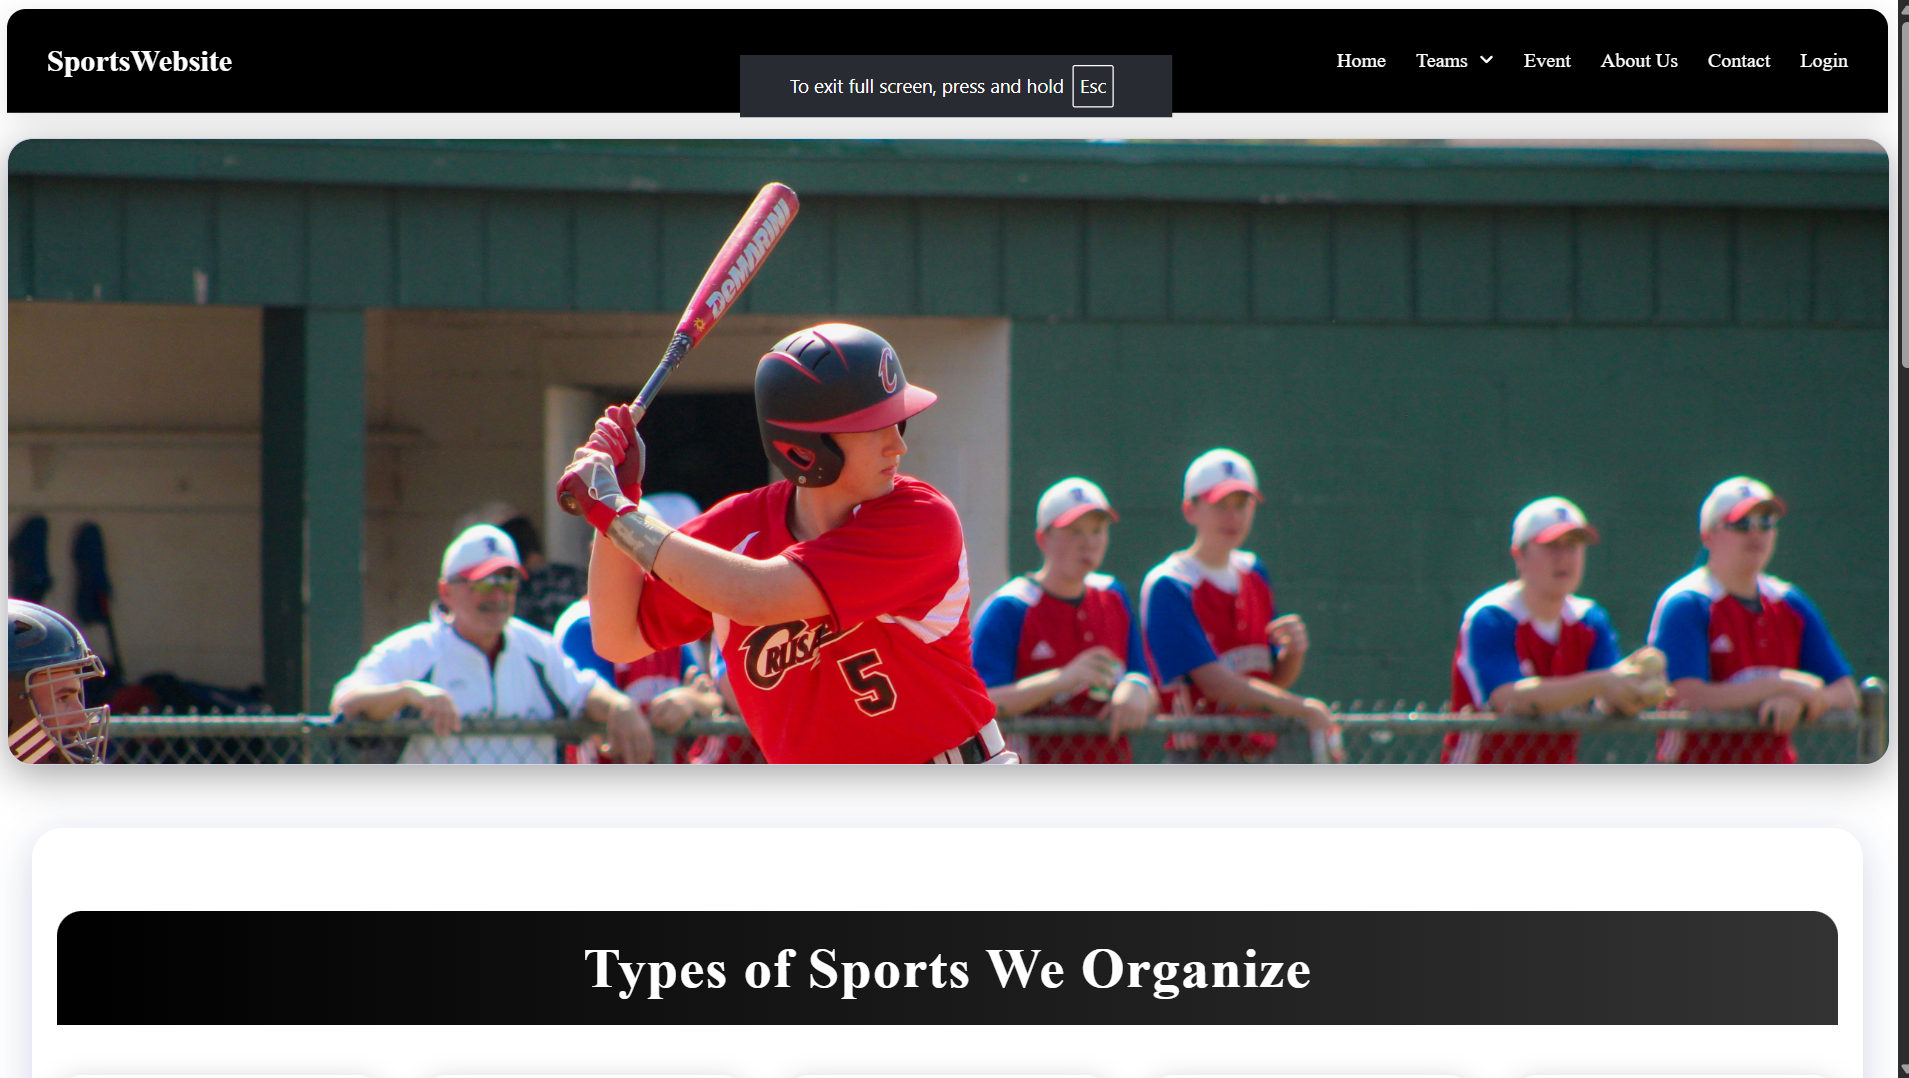 SportsWebsite
Home Teams Event About Us Contact Login
To exit full screen, press and hold Esc
DeMARINI
C
5
Types of Sports We Organize